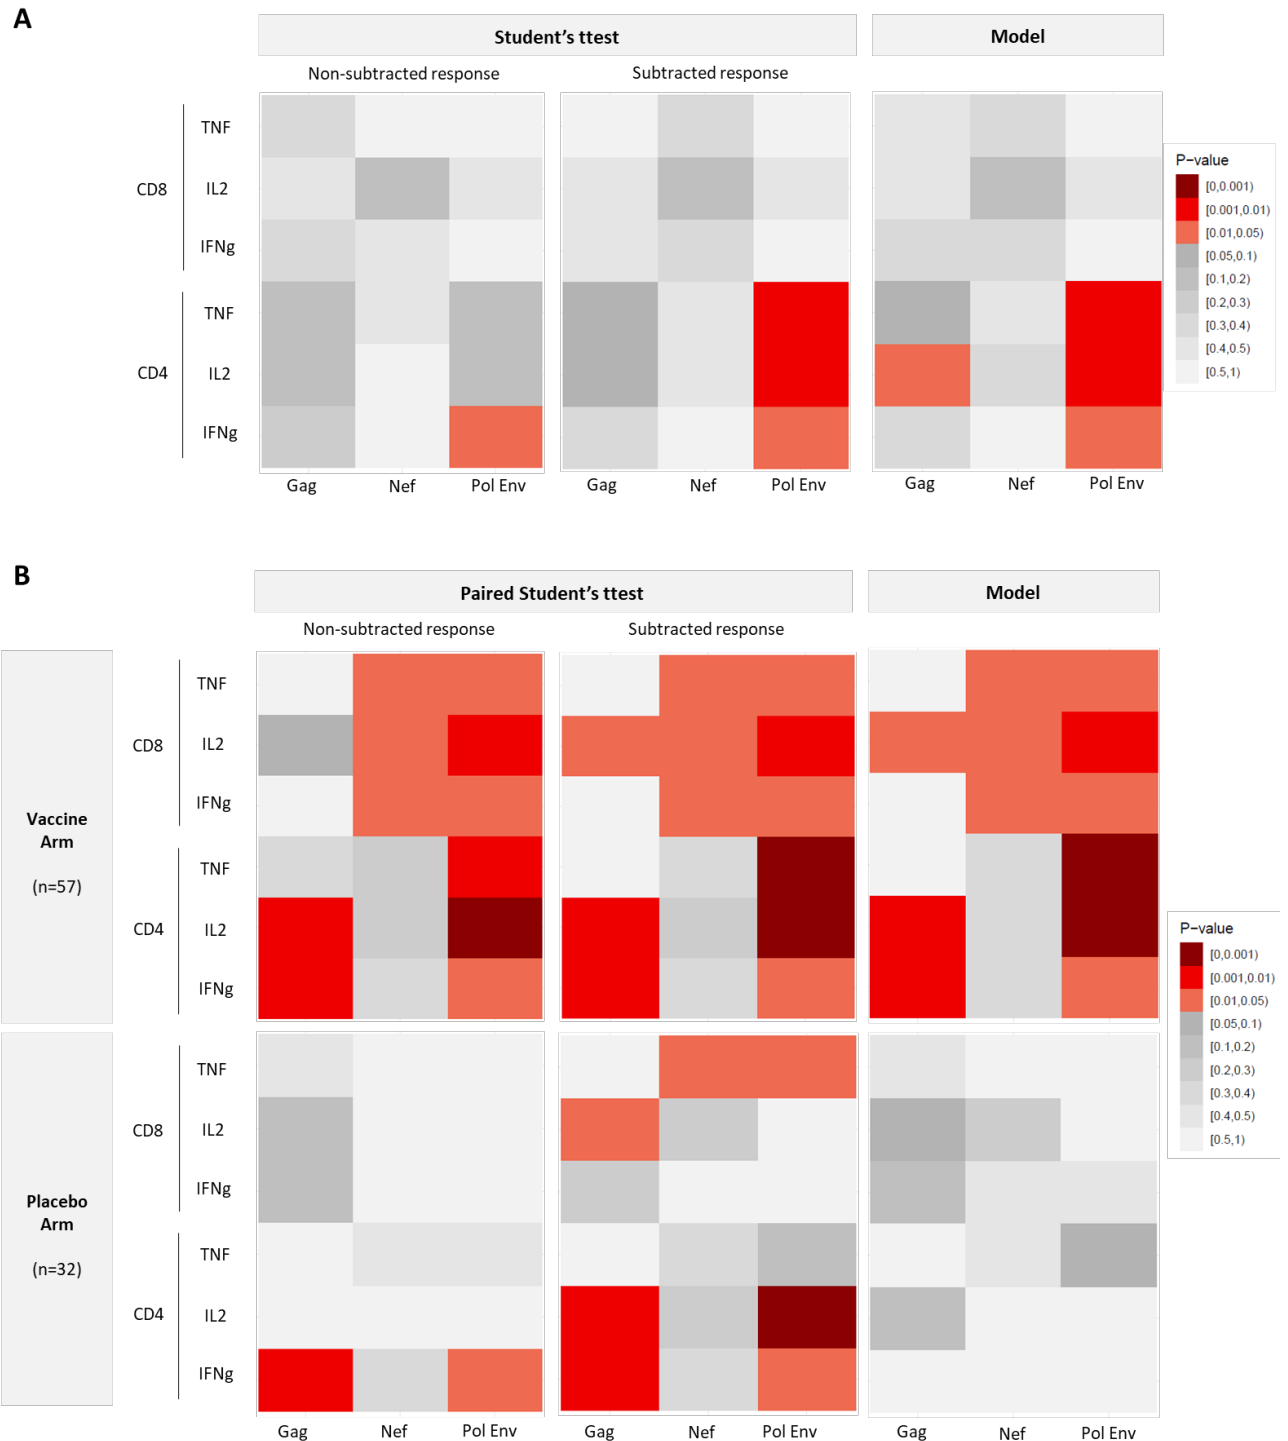 A
Student's ttest
Model
Non-subtracted response
Subtracted response
TNF
CD8
IL2
IFNg
TNF
CD4
IL2
IFNg
Gag
Nef
Pol Env
Gag
Nef
Pol Env
Gag
Nef
Pol Env
P-value
[0,0.001)
[0.001,0.01)
[0.01,0.05)
[0.05,0.1)
[0.1,0.2)
[0.2,0.3)
[0.3,0.4)
[0.4,0.5)
[0.5,1)
B
Paired Student's ttest
Model
Non-subtracted response
Subtracted response
Vaccine
Arm
(n=57)
TNF
CD8
IL2
IFNg
TNF
CD4
IL2
IFNg
Placebo
Arm
(n=32)
TNF
CD8
IL2
IFNg
TNF
CD4
IL2
IFNg
Gag
Nef
Pol Env
Gag
Nef
Pol Env
Gag
Nef
Pol Env
P-value
[0,0.001)
[0.001,0.01)
[0.01,0.05)
[0.05,0.1)
[0.1,0.2)
[0.2,0.3)
[0.3,0.4)
[0.4,0.5)
[0.5,1)